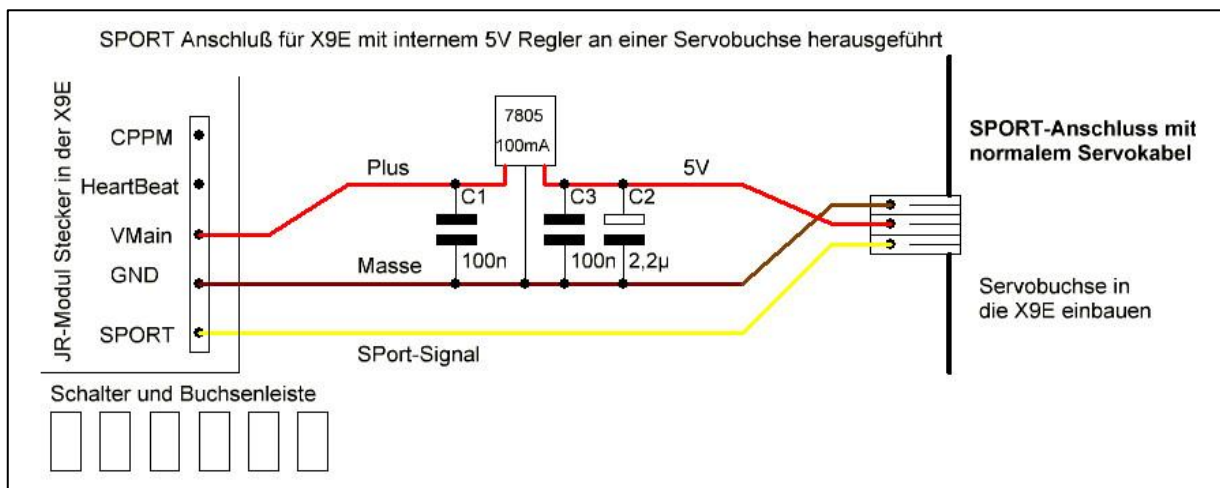 SPORT Anschluß für X9E mit internem 5V Regler an einer Servobuchse herausgeführt
JR-Modul Stecker in der X9E
CPPM
HeartBeat
VMain
GND
SPORT
Plus
Masse
SPort-Signal
7805
100mA
C1
100n
C3
100n
C2
2,2µ
5V
SPORT-Anschluss mit
normalem Servokabel
Servobuchse in
die X9E einbauen
Schalter und Buchsenleiste